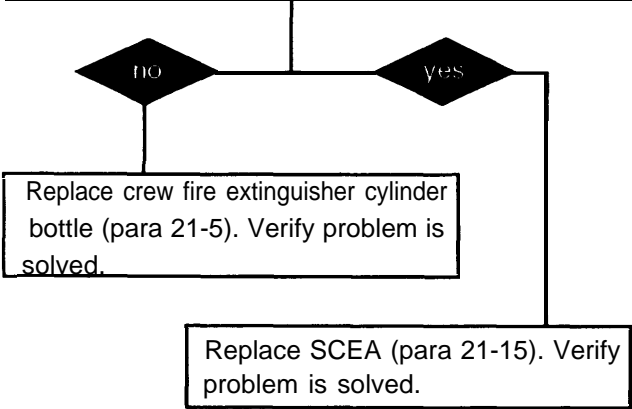 no
yes
Replace crew fire extinguisher cylinder
bottle (para 21-5). Verify problem is
solved.
Replace SCEA (para 21-15). Verify
problem is solved.